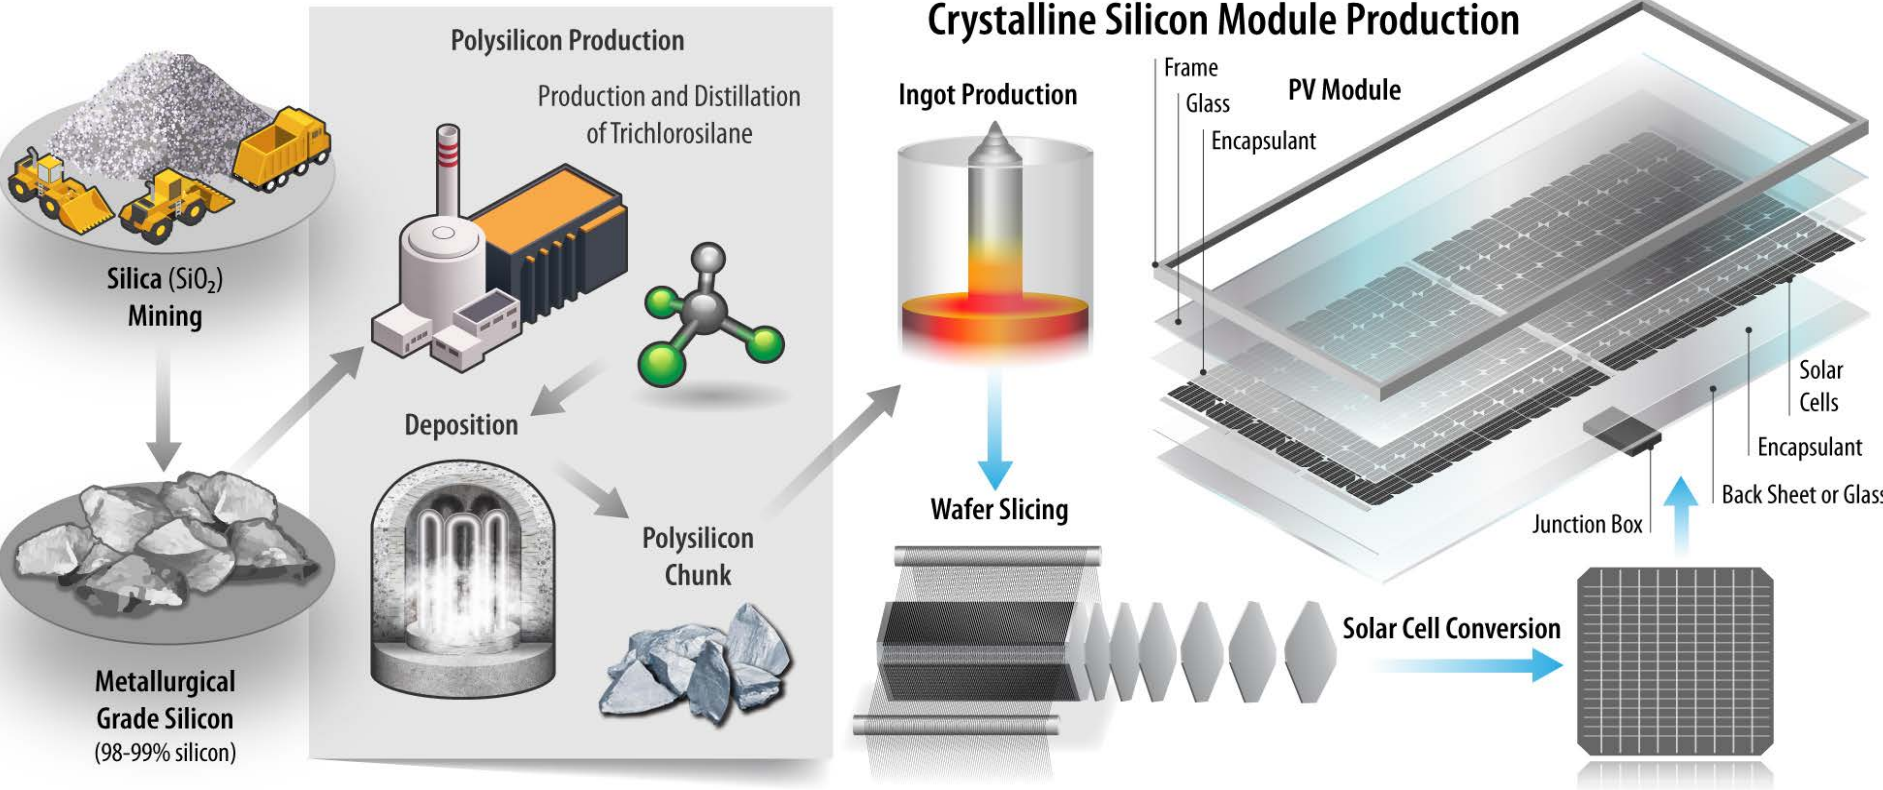 Crystalline Silicon Module Production
Silica (SiO₂)
Mining
Metallurgical
Grade Silicon
(98-99% silicon)
Polysilicon Production
Production and Distillation
of Trichlorosilane
Deposition
Polysilicon
Chunk
Ingot Production
Wafer Slicing
Solar Cell Conversion
PV Module
Frame
Glass
Encapsulant
Solar
Cells
Encapsulant
Back Sheet or Glass
Junction Box